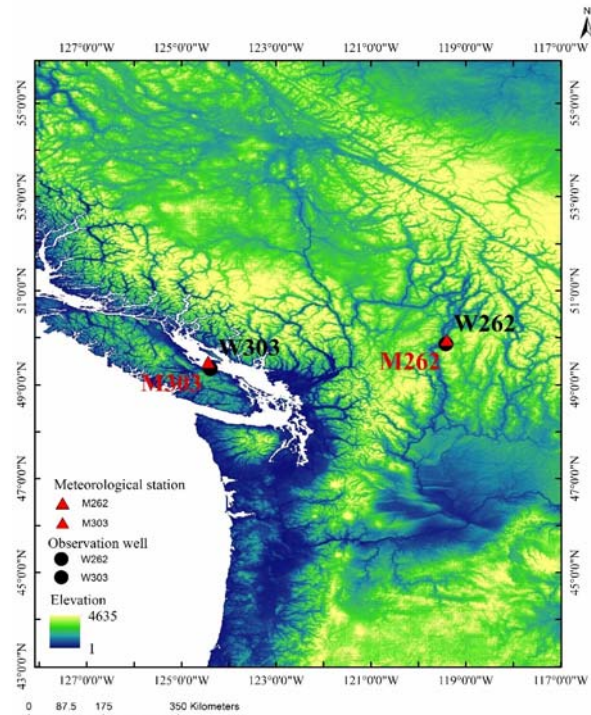 N
127°0'0"W 125°0'0"W 123°0'0"W 121°0'0"W 119°0'0"W 117°0'0"W
55°0'0"N
53°0'0"N
51°0'0"N
49°0'0"N
47°0'0"N
45°0'0"N
43°0'0"N
W262
M262
W303
M303
Meteorological station
M262
M303
Observation well
W262
W303
Elevation
4635
1
55°0'0"N
53°0'0"N
51°0'0"N
49°0'0"N
47°0'0"N
45°0'0"N
43°0'0"N
127°0'0"W 125°0'0"W 123°0'0"W 121°0'0"W 119°0'0"W 117°0'0"W
0 87.5 175 350 Kilometers